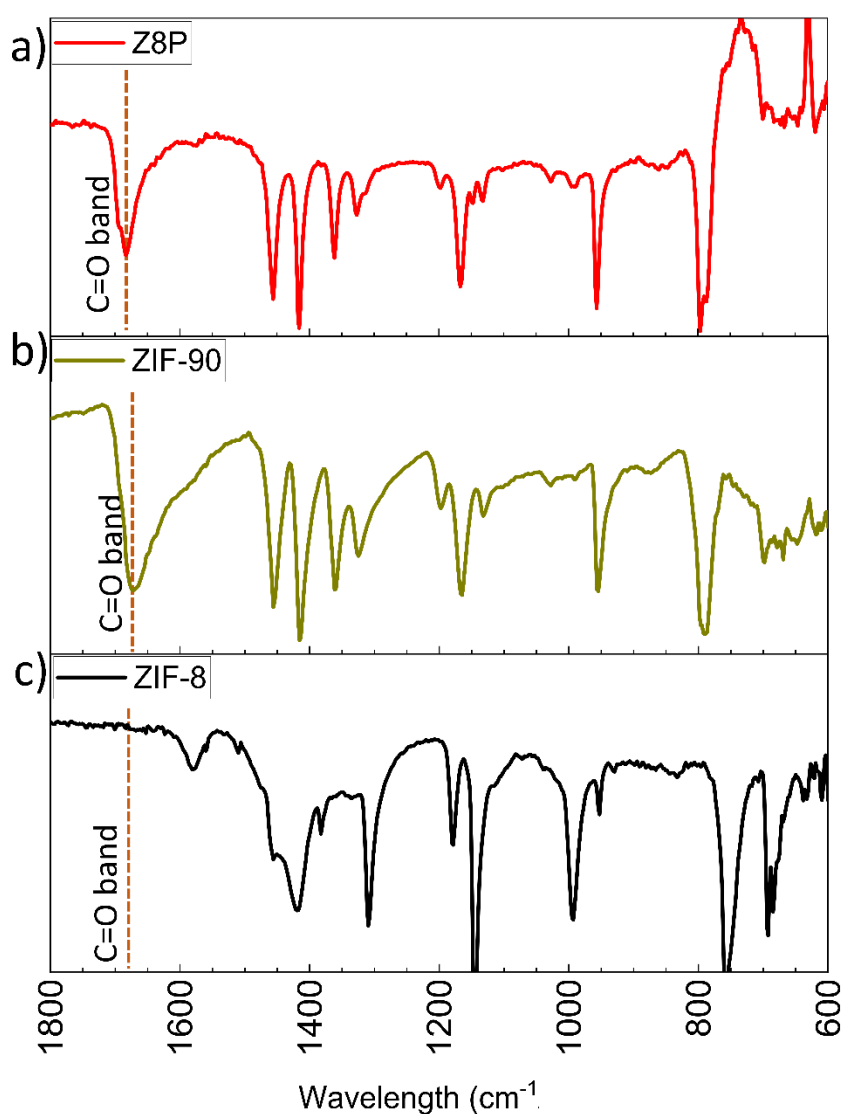 a)
Z8P
C=O band
b)
ZIF-90
C=O band
c)
ZIF-8
C=O band
1800 1600 1400 1200 1000 800 600
Wavelength (cm⁻¹.